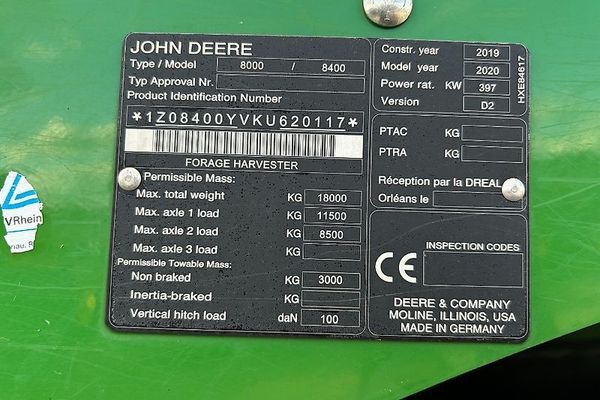 JOHN DEERE
Type / Model 8000 / 8400
Typ Approval Nr.
Product Identification Number
*1Z08400YVKU620117*
FORAGE HARVESTER
Permissible Mass:
Max. total weight KG 18000
Max. axle 1 load KG 11500
Max. axle 2 load KG 8500
Max. axle 3 load KG
Permissible Towable Mass:
Non braked KG 3000
Inertia-braked KG
Vertical hitch load daN 100
Constr. year 2019
Model year 2020
Power rat. KW 397
Version D2
HXE84617
PTAC KG
PTRA KG
Réception par la DREAL
Orléans le
INSPECTION CODES
CE
DEERE & COMPANY
MOLINE, ILLINOIS, USA
MADE IN GERMANY
VRhein